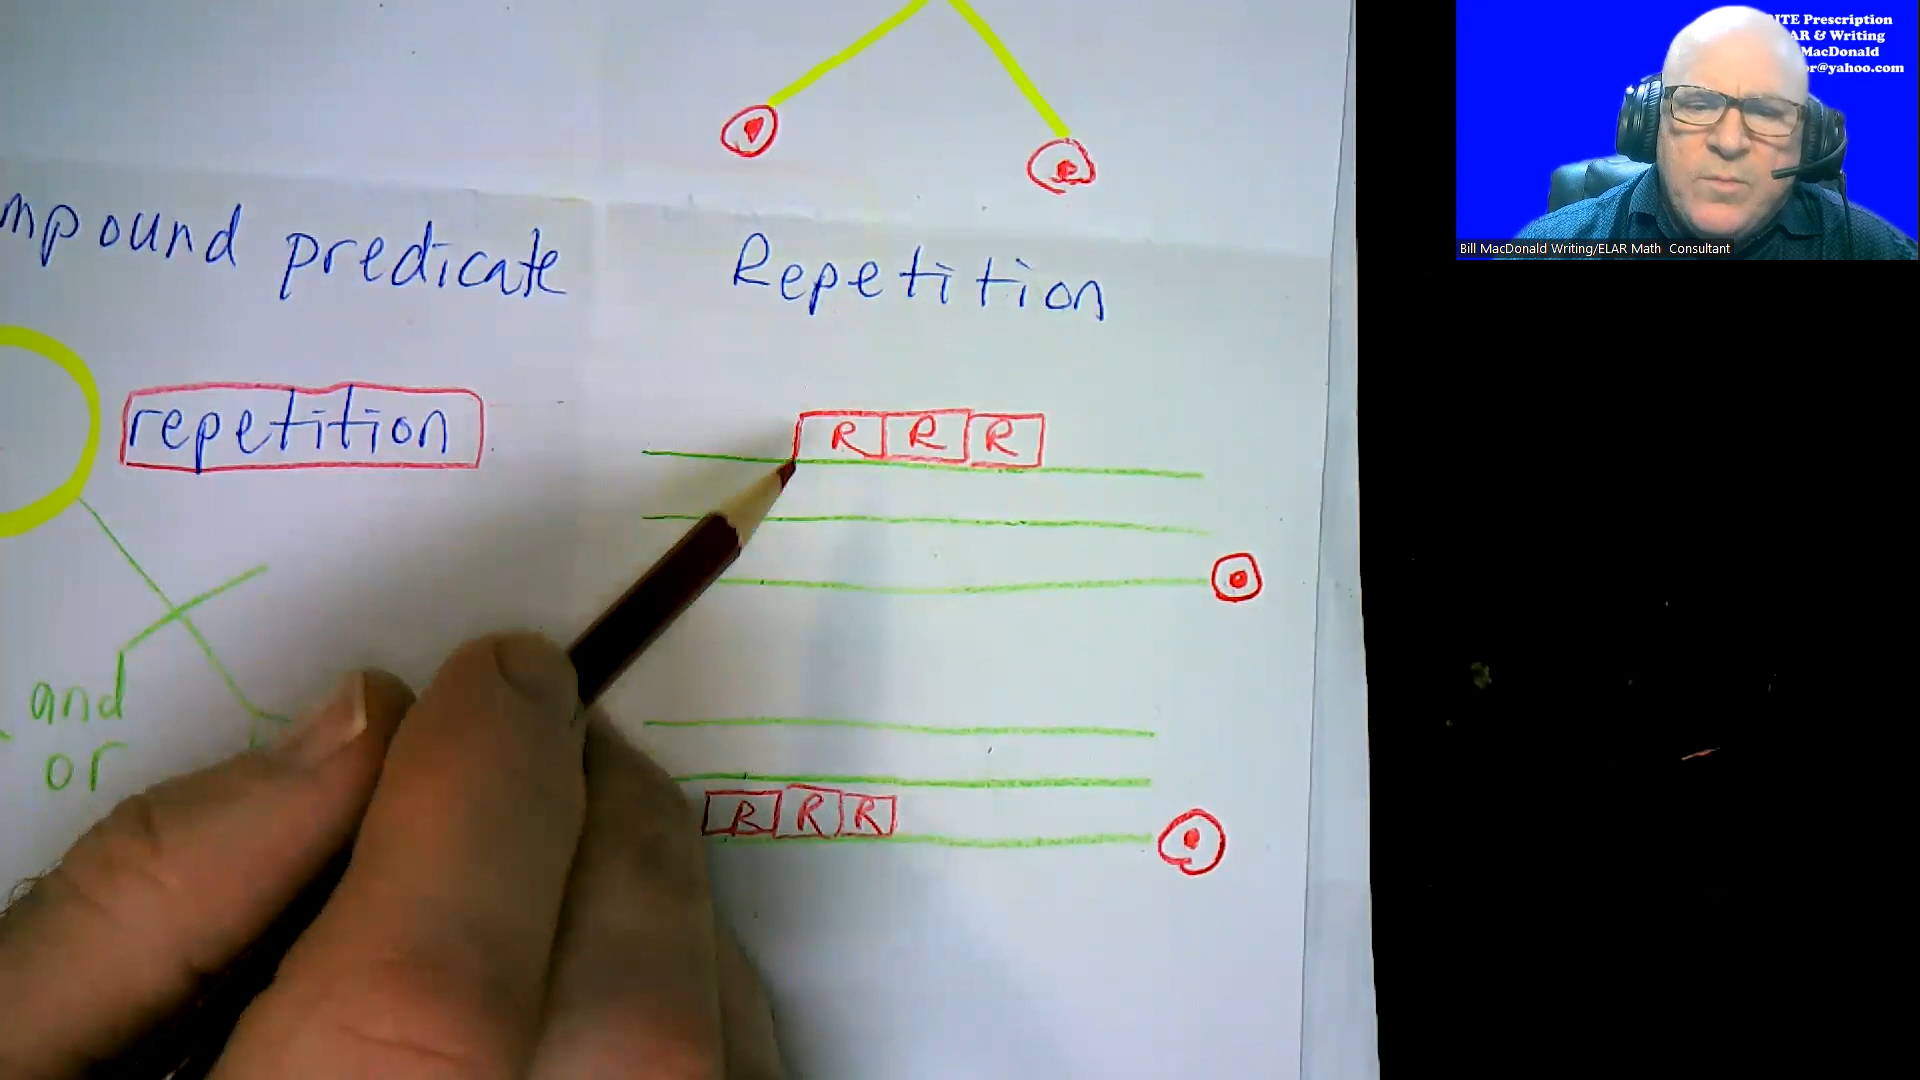 ITE Prescription
AR & Writing
MacDonald
or@yahoo.com
Bill MacDonald Writing/ELAR Math Consultant
mpound predicate
Repetition
repetition
R R R
and
or
R R R